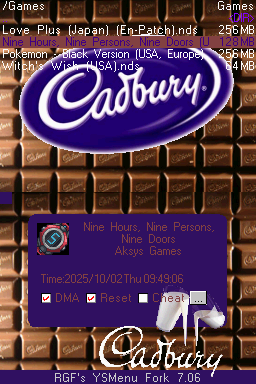 /Games Games
Love Plus (Japan) (En-Patch).nds 256MB
Nine Hours, Nine Persons, Nine Doors (U 128MB
Pokemon - Black Version (USA, Europe) 256MB
Witch's Wish (USA).nds 64MB
Cadbury
Nine Hours, Nine Persons,
Nine Doors
Aksys Games
Time:2025/10/02Thu09:49:06
DMA Reset Cheat ...
Cadbury
RGF's YSMenu Fork 7.06